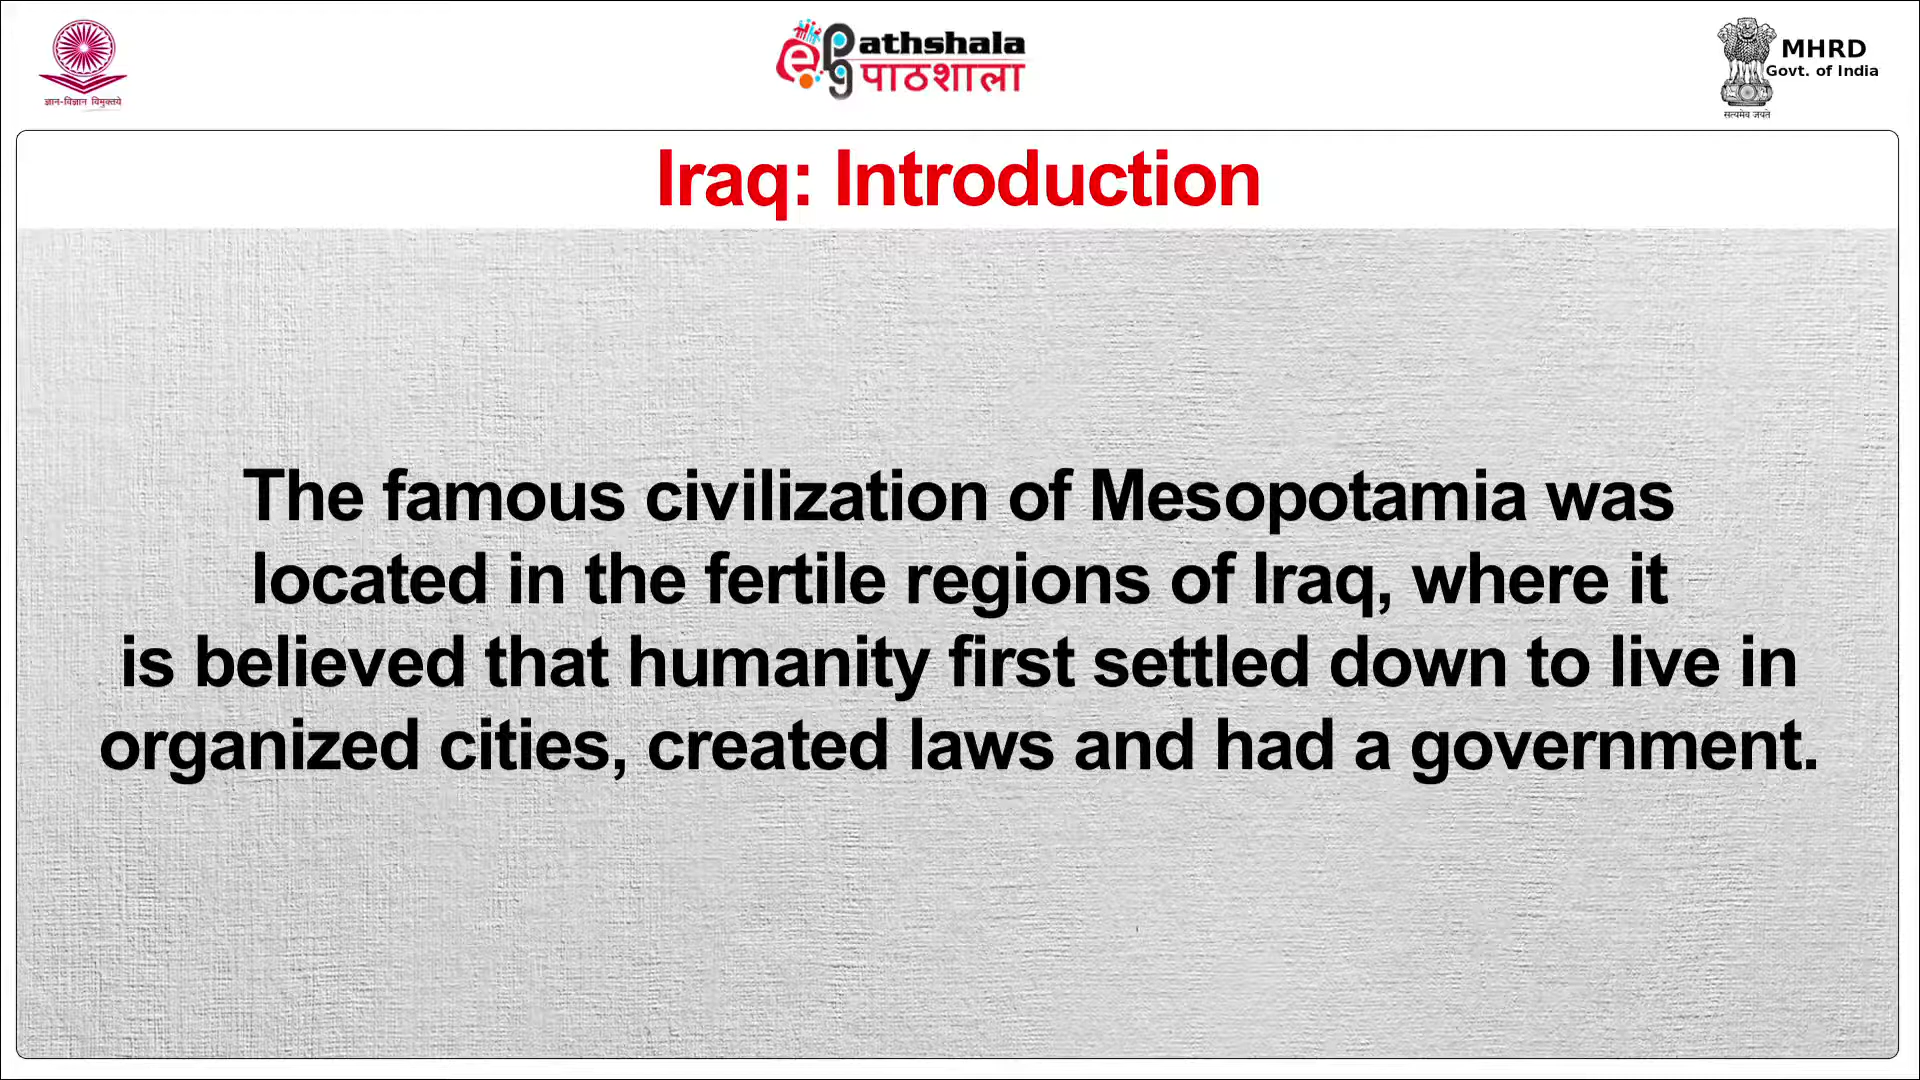 ज्ञान-विज्ञान विमुक्तये
ePG Pathshala
पाठशाला
MHRD
Govt. of India
सत्यमेव जयते
Iraq: Introduction
The famous civilization of Mesopotamia was
located in the fertile regions of Iraq, where it
is believed that humanity first settled down to live in
organized cities, created laws and had a government.